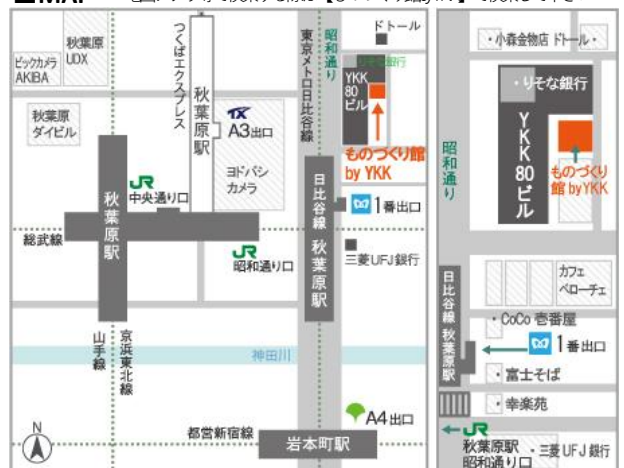 MAP
秋葉原
UDX
ビックカメラ
AKIBA
秋葉原
ダイビル
つくばエクスプレス
秋葉原駅
TX
A3出口
ヨドバシ
カメラ
東京メトロ日比谷線
昭和通り
ドトール
りそな銀行
YKK
80
ビル
ものづくり館
by YKK
JR
中央通り口
秋葉原駅
総武線
JR
昭和通り口
日比谷線 秋葉原駅
1番出口
三菱UFJ銀行
山手線
京浜東北線
神田川
N
都営新宿線
岩本町駅
A4出口
・小森金物店 ドトール・
・りそな銀行
YKK80ビル
ものづくり
館 byYKK
昭和通り
カフェ
ベローチェ
・CoCo 壱番屋
日比谷線 秋葉原駅
1番出口
・富士そば
・幸楽苑
JR
秋葉原駅
昭和通り口
・三菱UFJ銀行